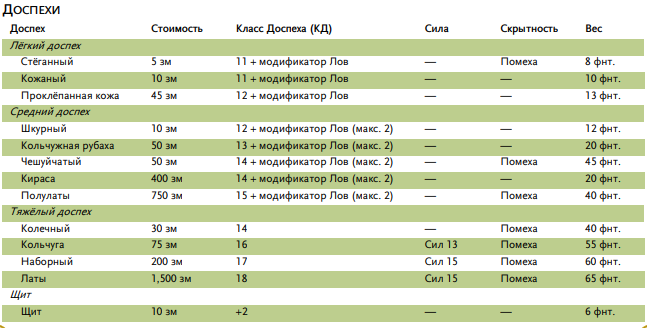 Доспехи
Доспех Стоимость Класс Доспеха (КД) Сила Скрытность Вес
Лёгкий доспех
Стёганный 5 зм 11 + модификатор Лов — Помеха 8 фнт.
Кожаный 10 зм 11 + модификатор Лов — — 10 фнт.
Проклёпанная кожа 45 зм 12 + модификатор Лов — — 13 фнт.
Средний доспех
Шкурный 10 зм 12 + модификатор Лов (макс. 2) — — 12 фнт.
Кольчужная рубаха 50 зм 13 + модификатор Лов (макс. 2) — — 20 фнт.
Чешуйчатый 50 зм 14 + модификатор Лов (макс. 2) — Помеха 45 фнт.
Кираса 400 зм 14 + модификатор Лов (макс. 2) — — 20 фнт.
Полулаты 750 зм 15 + модификатор Лов (макс. 2) — Помеха 40 фнт.
Тяжёлый доспех
Колечный 30 зм 14 — Помеха 40 фнт.
Кольчуга 75 зм 16 Сил 13 Помеха 55 фнт.
Наборный 200 зм 17 Сил 15 Помеха 60 фнт.
Латы 1,500 зм 18 Сил 15 Помеха 65 фнт.
Щит
Щит 10 зм +2 — — 6 фнт.